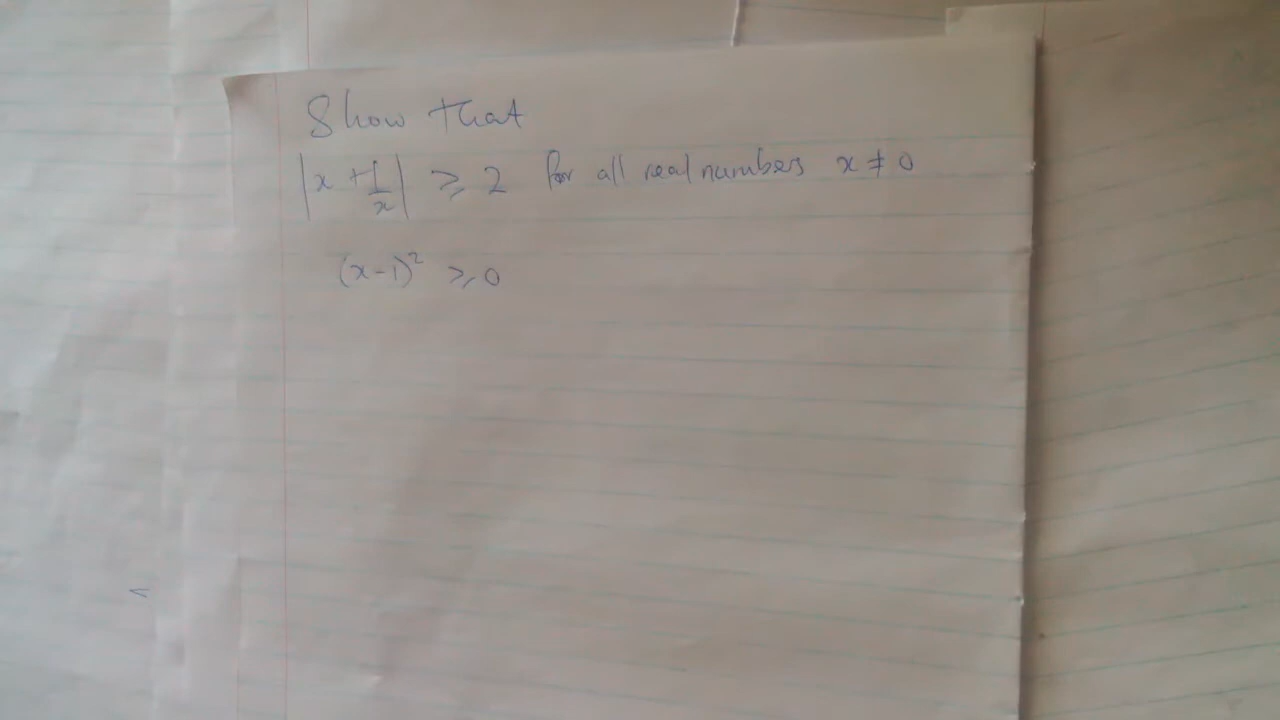 Show that
|x + 1/x| ⩾ 2 for all real numbers x ≠ 0
(x-1)² ⩾ 0